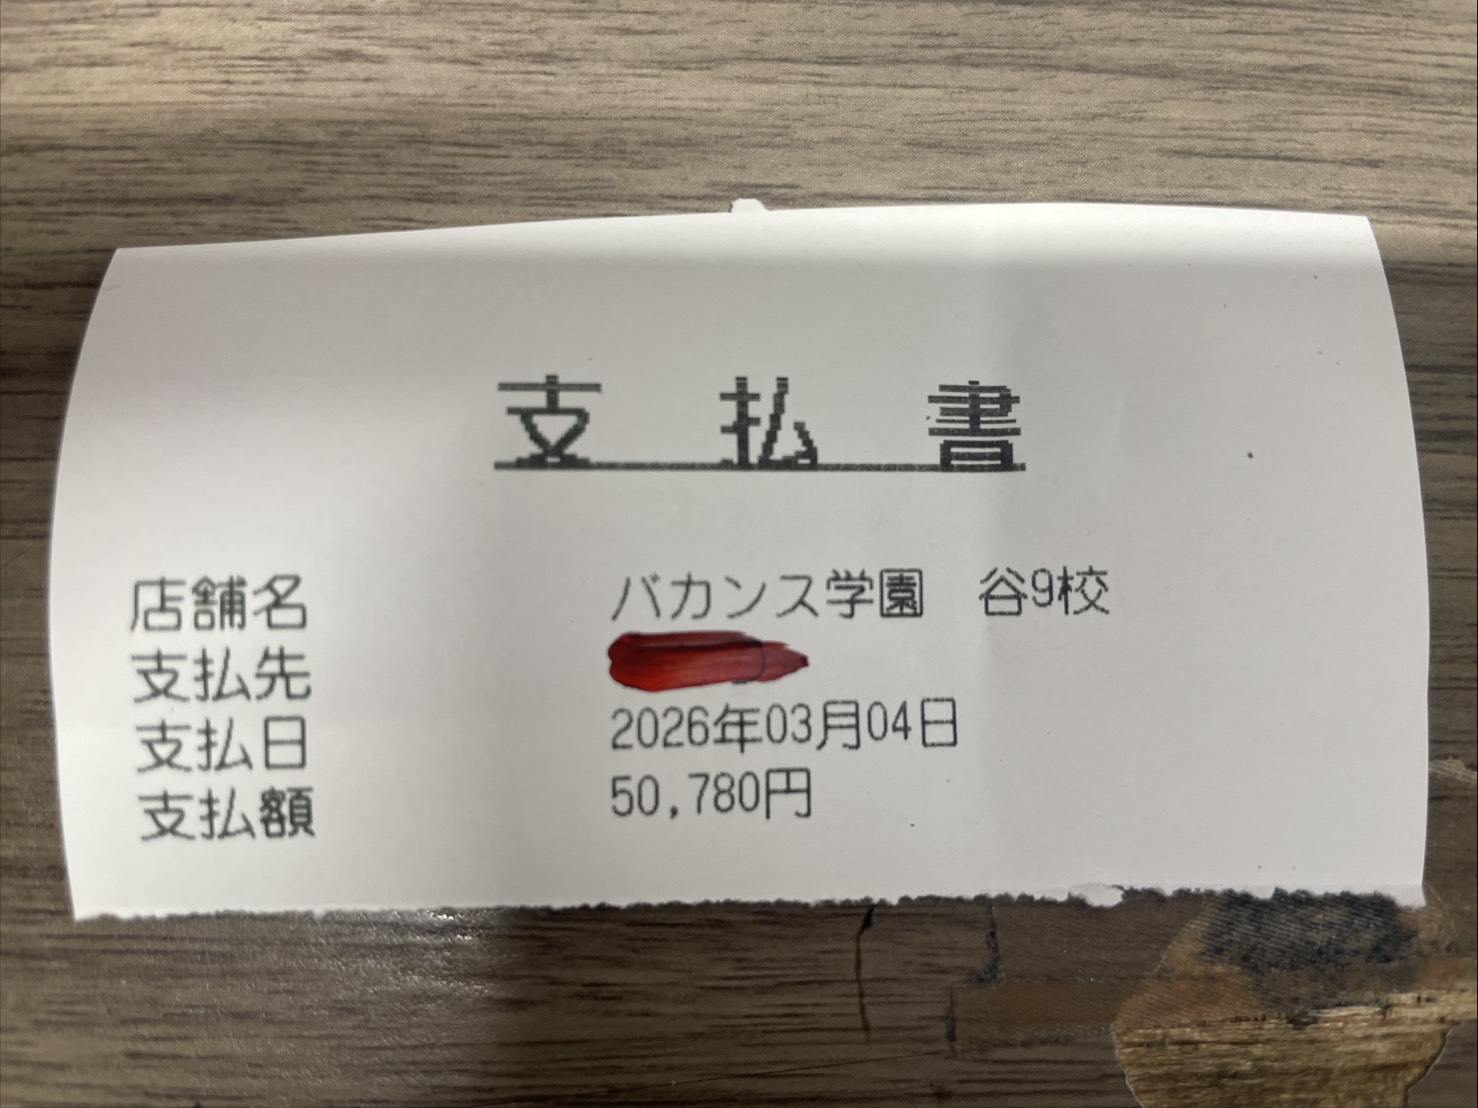 支 払 書
店舗名 バカンス学園 谷9校
支払先
支払日 2026年03月04日
支払額 50,780円